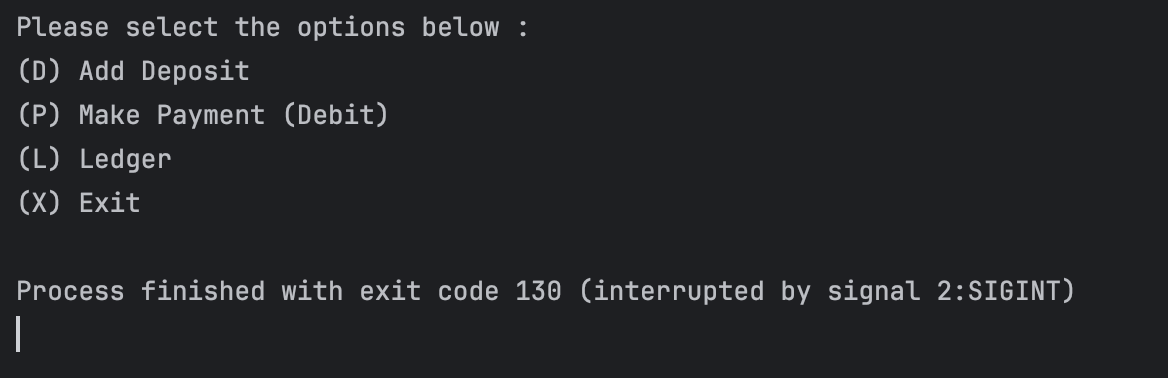 Please select the options below :
(D) Add Deposit
(P) Make Payment (Debit)
(L) Ledger
(X) Exit
Process finished with exit code 130 (interrupted by signal 2:SIGINT)